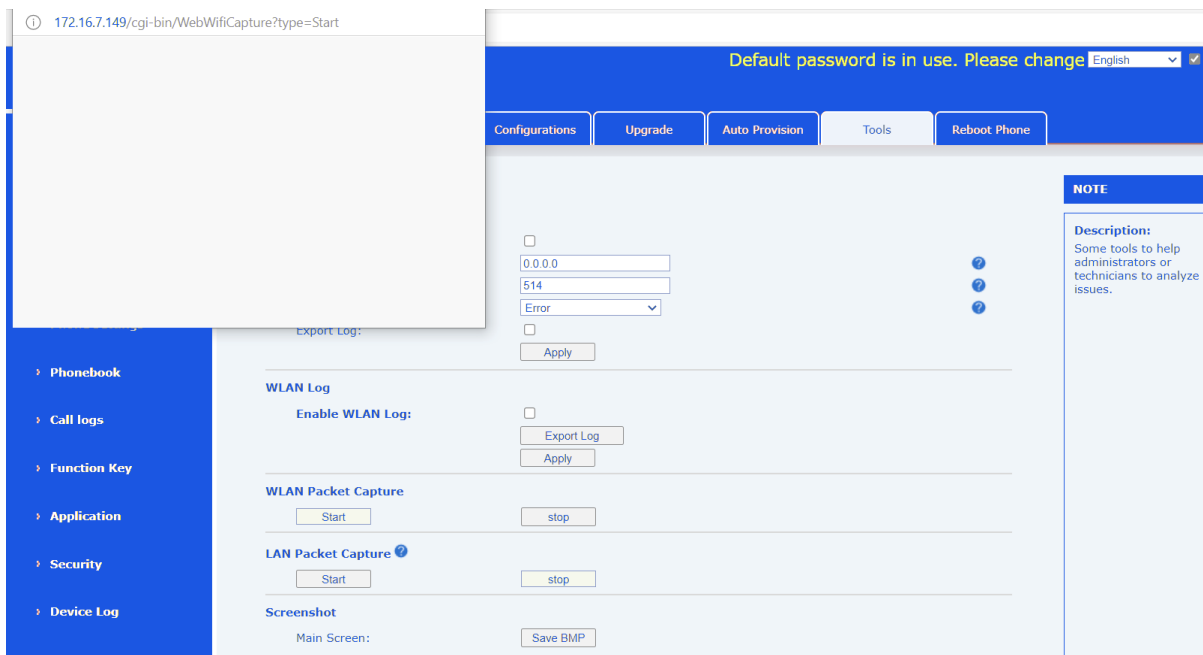 172.16.7.149/cgi-bin/WebWifiCapture?type=Start
Default password is in use. Please change English
Configurations Upgrade Auto Provision Tools Reboot Phone
NOTE
Description:
Some tools to help
administrators or
technicians to analyze
issues.
0.0.0.0
514
Error
Export Log:
Apply
Phonebook
WLAN Log
Call logs
Enable WLAN Log:
Export Log
Apply
Function Key
WLAN Packet Capture
Application
Start stop
LAN Packet Capture
Security
Start stop
Device Log
Screenshot
Main Screen: Save BMP